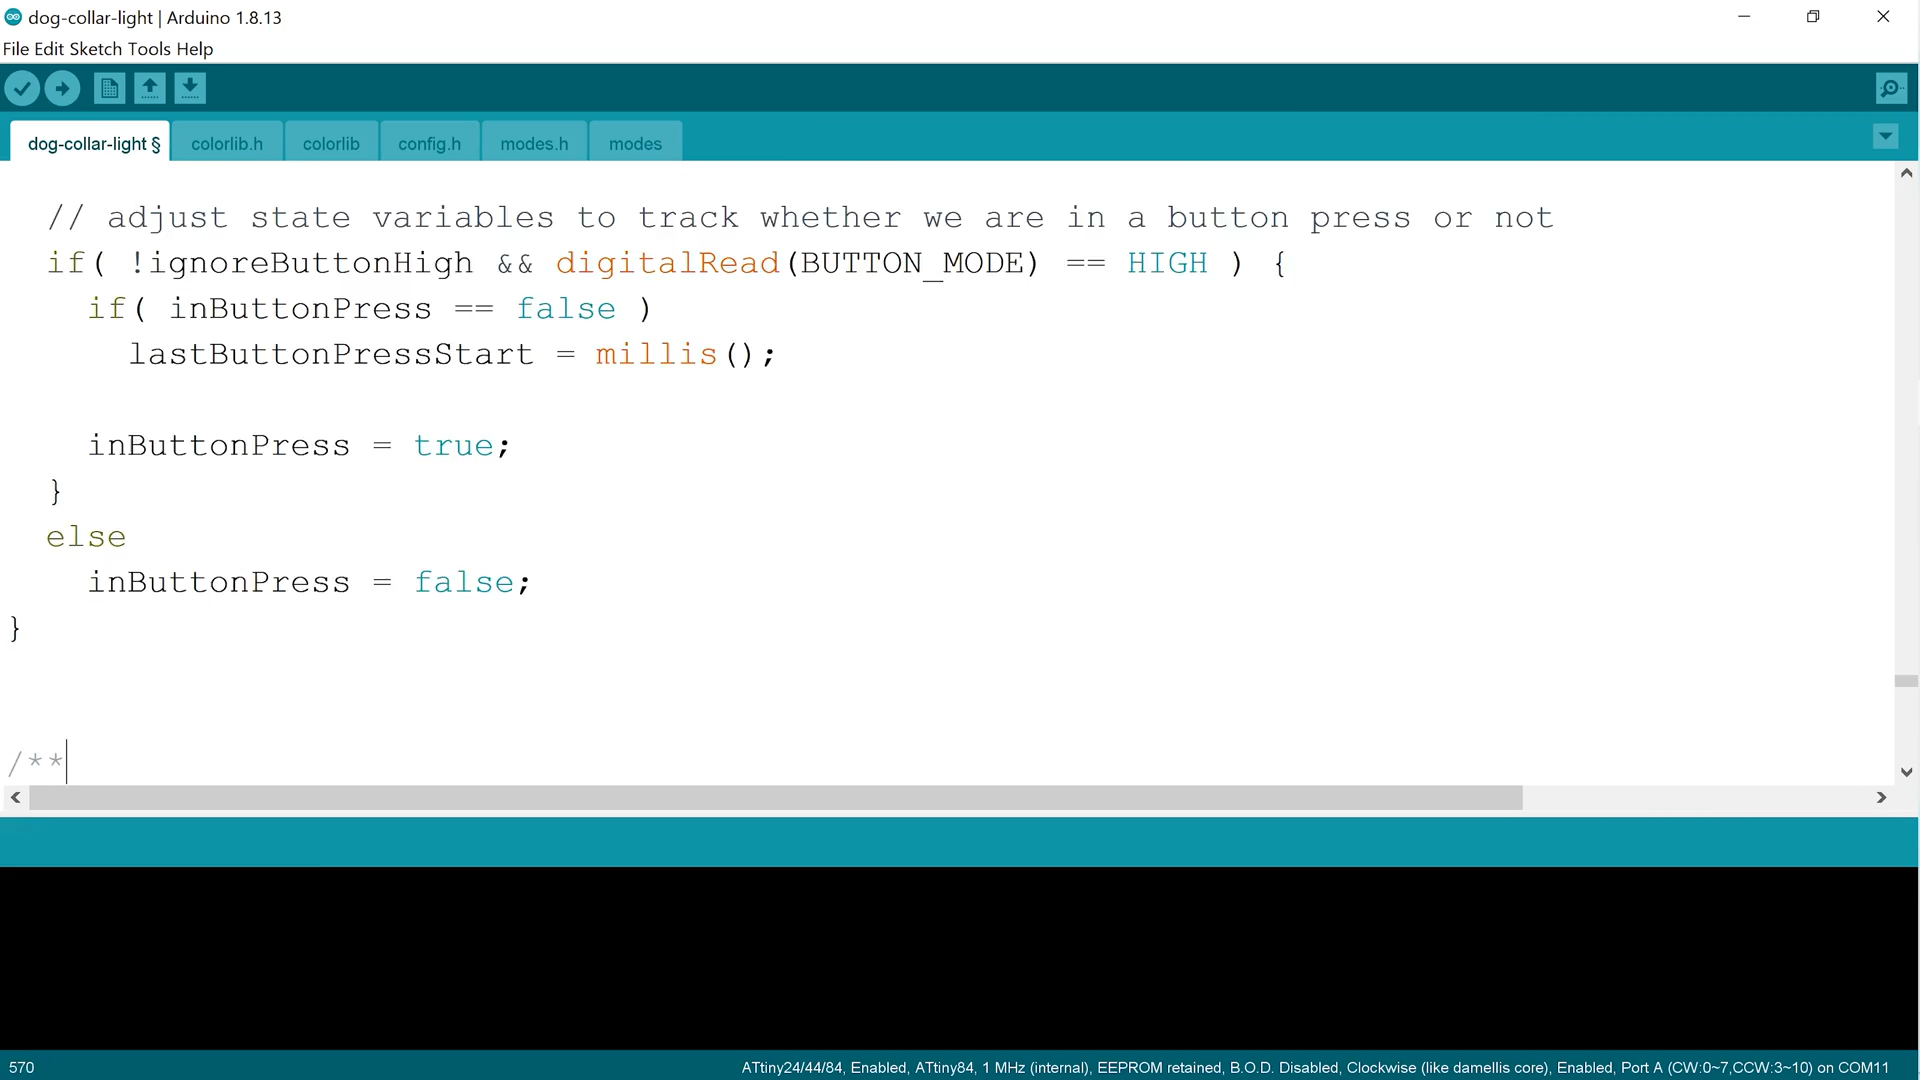 dog-collar-light | Arduino 1.8.13
File Edit Sketch Tools Help
dog-collar-light § colorlib.h colorlib config.h modes.h modes
// adjust state variables to track whether we are in a button press or not
if( !ignoreButtonHigh && digitalRead(BUTTON_MODE) == HIGH ) {
if( inButtonPress == false )
lastButtonPressStart = millis();
inButtonPress = true;
}
else
inButtonPress = false;
}
/**
570 ATtiny24/44/84, Enabled, ATtiny84, 1 MHz (internal), EEPROM retained, B.O.D. Disabled, Clockwise (like damellis core), Enabled, Port A (CW:0~7,CCW:3~10) on COM11